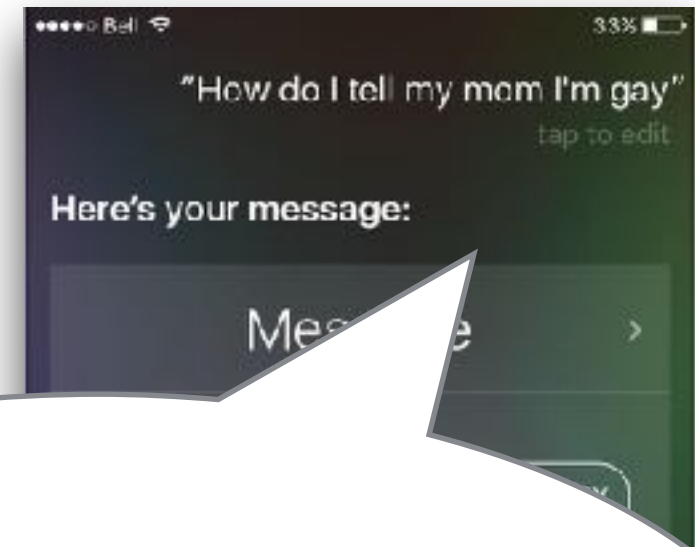 Bell 33%
"How do I tell my mom I'm gay"
tap to edit
Here's your message: